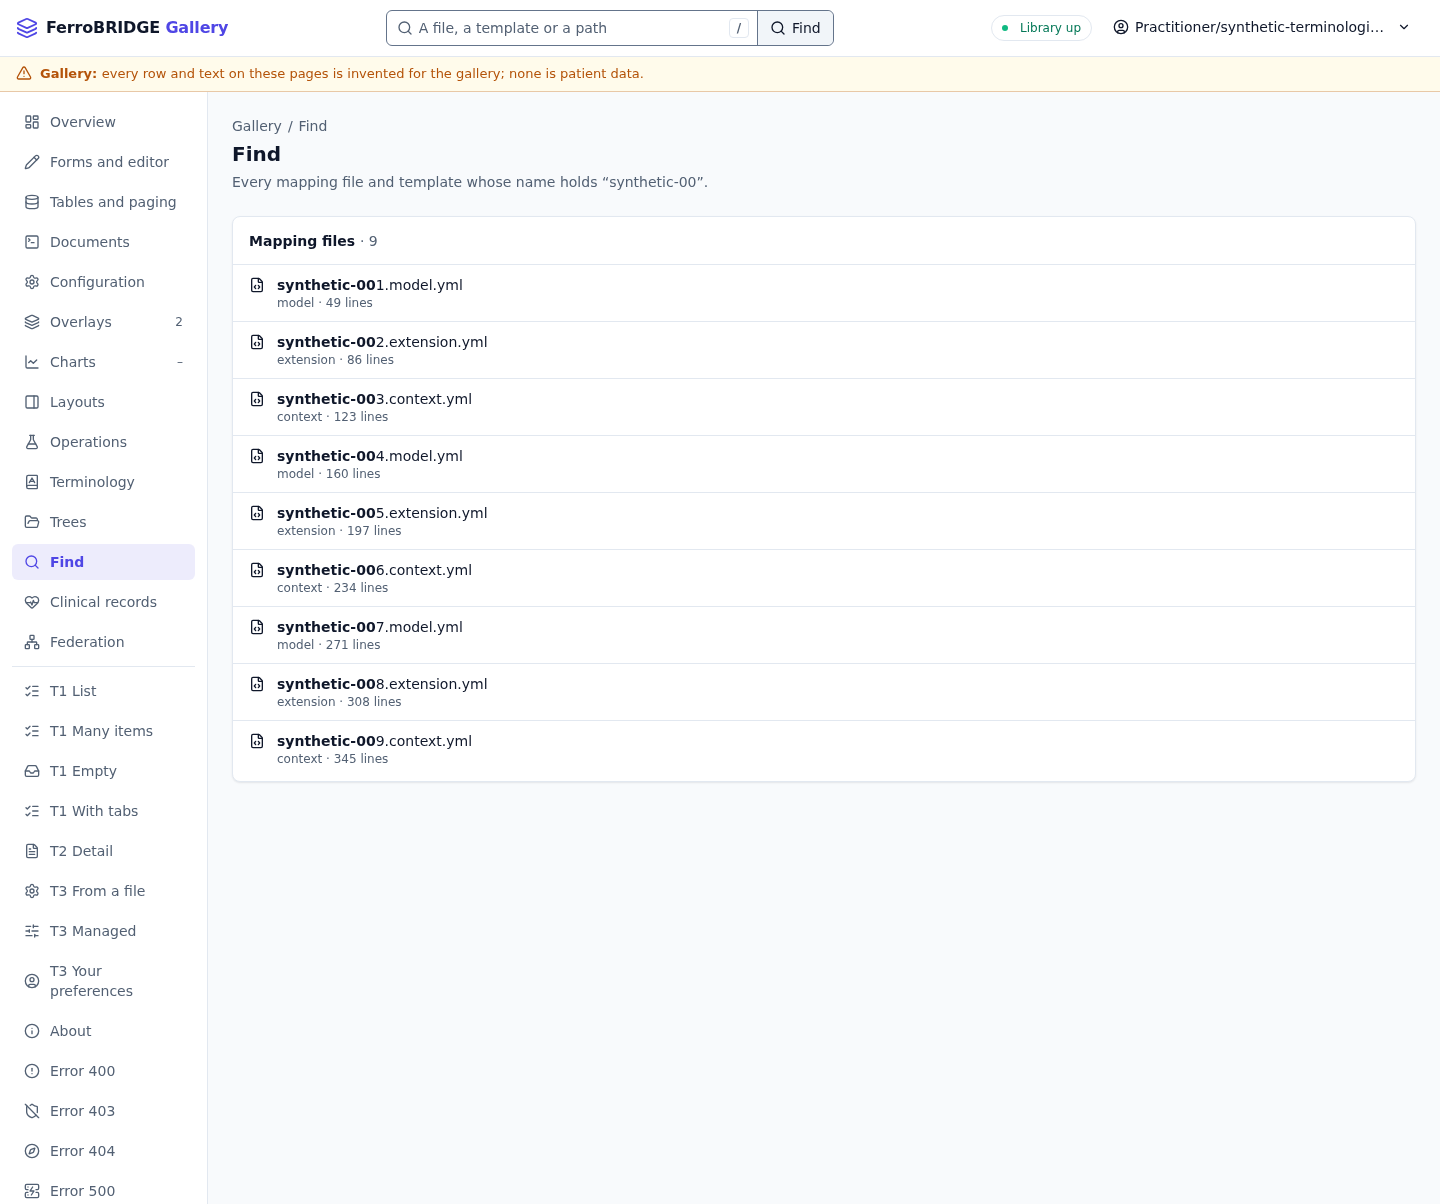 FerroBRIDGE Gallery
A file, a template or a path
/
Find
Library up
Practitioner/synthetic-terminologi…
Gallery: every row and text on these pages is invented for the gallery; none is patient data.
Overview
Forms and editor
Tables and paging
Documents
Configuration
Overlays 2
Charts –
Layouts
Operations
Terminology
Trees
Find
Clinical records
Federation
T1 List
T1 Many items
T1 Empty
T1 With tabs
T2 Detail
T3 From a file
T3 Managed
T3 Your
preferences
About
Error 400
Error 403
Error 404
Error 500
Gallery / Find
Find
Every mapping file and template whose name holds “synthetic-00”.
Mapping files · 9
synthetic-001.model.yml
model · 49 lines
synthetic-002.extension.yml
extension · 86 lines
synthetic-003.context.yml
context · 123 lines
synthetic-004.model.yml
model · 160 lines
synthetic-005.extension.yml
extension · 197 lines
synthetic-006.context.yml
context · 234 lines
synthetic-007.model.yml
model · 271 lines
synthetic-008.extension.yml
extension · 308 lines
synthetic-009.context.yml
context · 345 lines